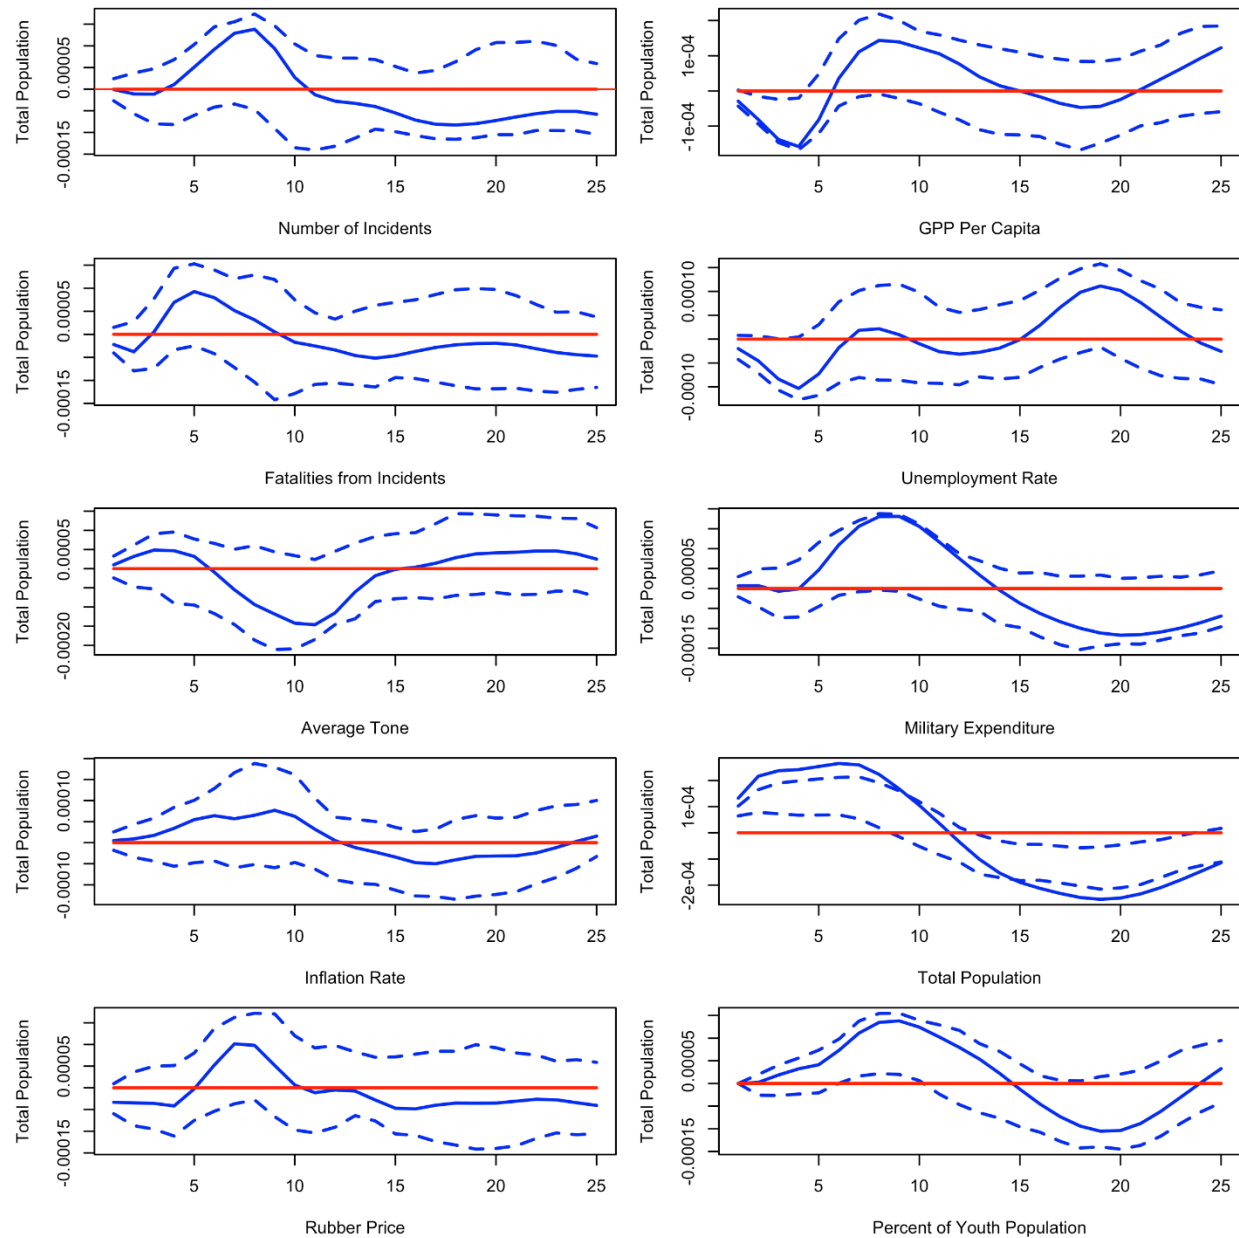 Total Population
0.00005
-0.00015
5 10 15 20 25
Number of Incidents
Total Population
1e-04
-1e-04
5 10 15 20 25
GPP Per Capita
Total Population
0.00005
-0.00015
5 10 15 20 25
Fatalities from Incidents
Total Population
0.00010
-0.00010
5 10 15 20 25
Unemployment Rate
Total Population
0.00005
-0.00020
5 10 15 20 25
Average Tone
Total Population
0.00005
-0.00015
5 10 15 20 25
Military Expenditure
Total Population
0.00010
-0.00010
5 10 15 20 25
Inflation Rate
Total Population
1e-04
-2e-04
5 10 15 20 25
Total Population
Total Population
0.00005
-0.00015
5 10 15 20 25
Rubber Price
Total Population
0.00005
-0.00015
5 10 15 20 25
Percent of Youth Population